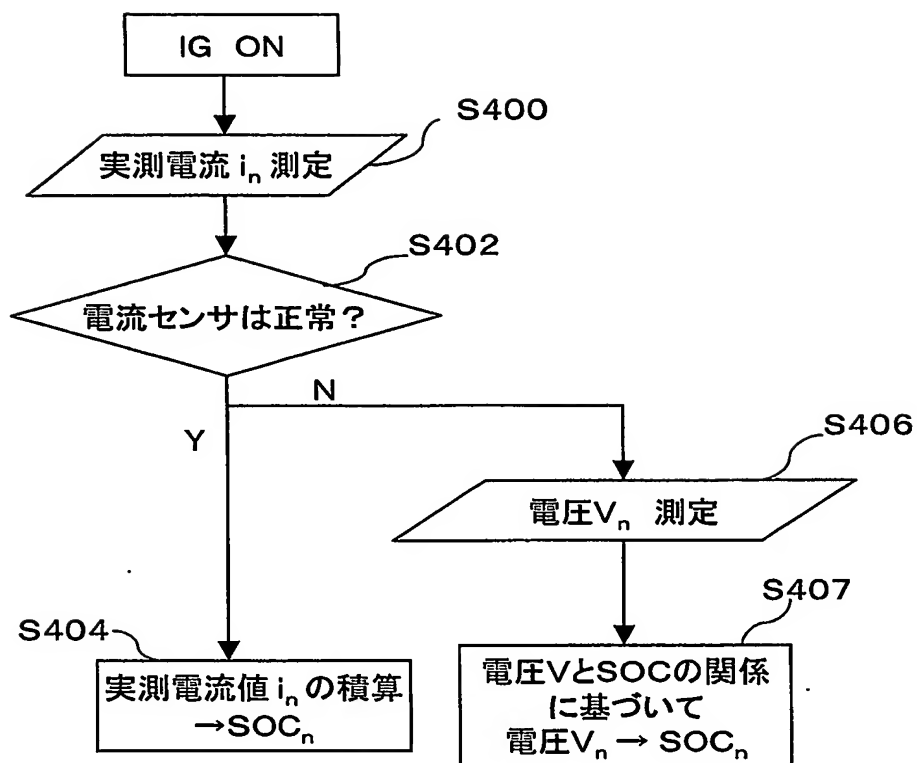 IG ON
S400
実測電流 iₙ 測定
S402
電流センサは正常？
N
Y
S406
電圧Vₙ 測定
S407
S404
実測電流値 iₙ の積算
→SOCₙ
電圧VとSOCの関係
に基づいて
電圧Vₙ → SOCₙ